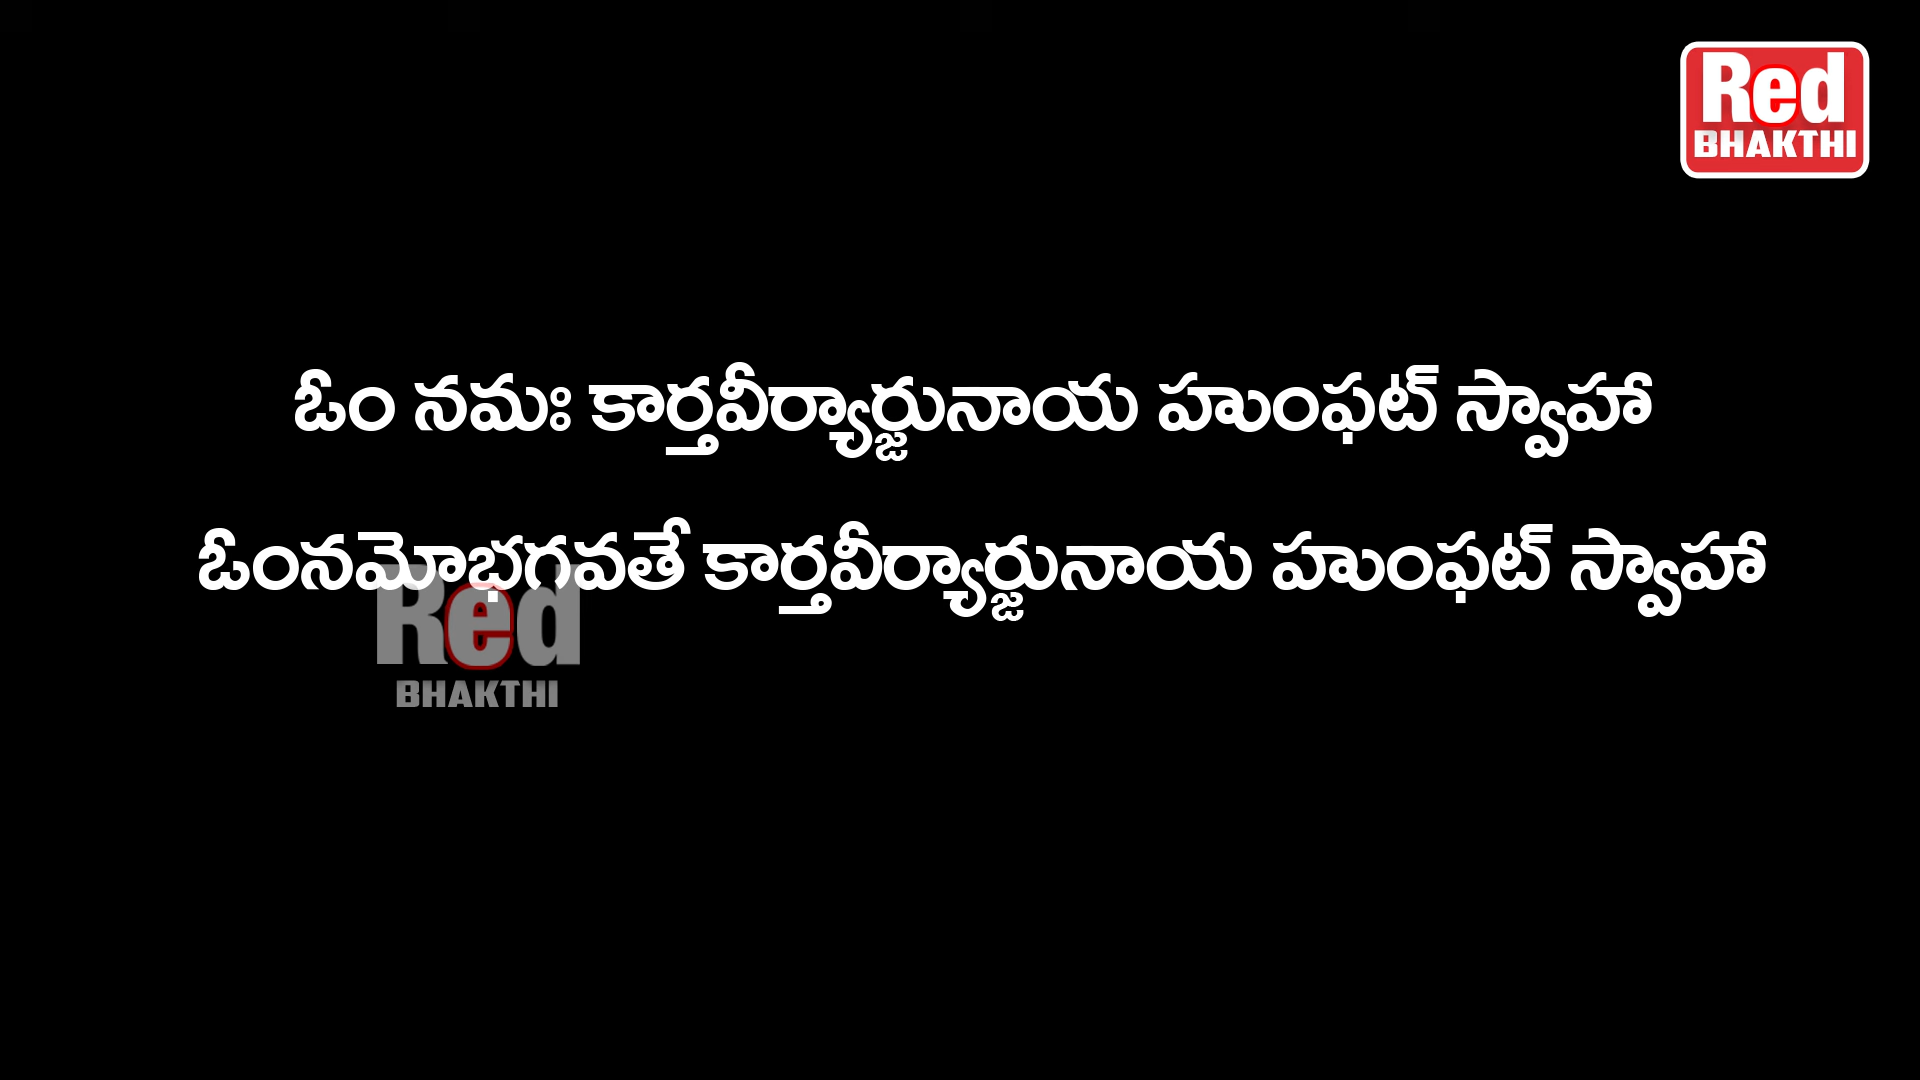 Red
BHAKTHI
ఓం నమః కార్తవీర్యార్జునాయ హుంఫట్ స్వాహా
ఓంనమోభగవతే కార్తవీర్యార్జునాయ హుంఫట్ స్వాహా
Red
BHAKTHI